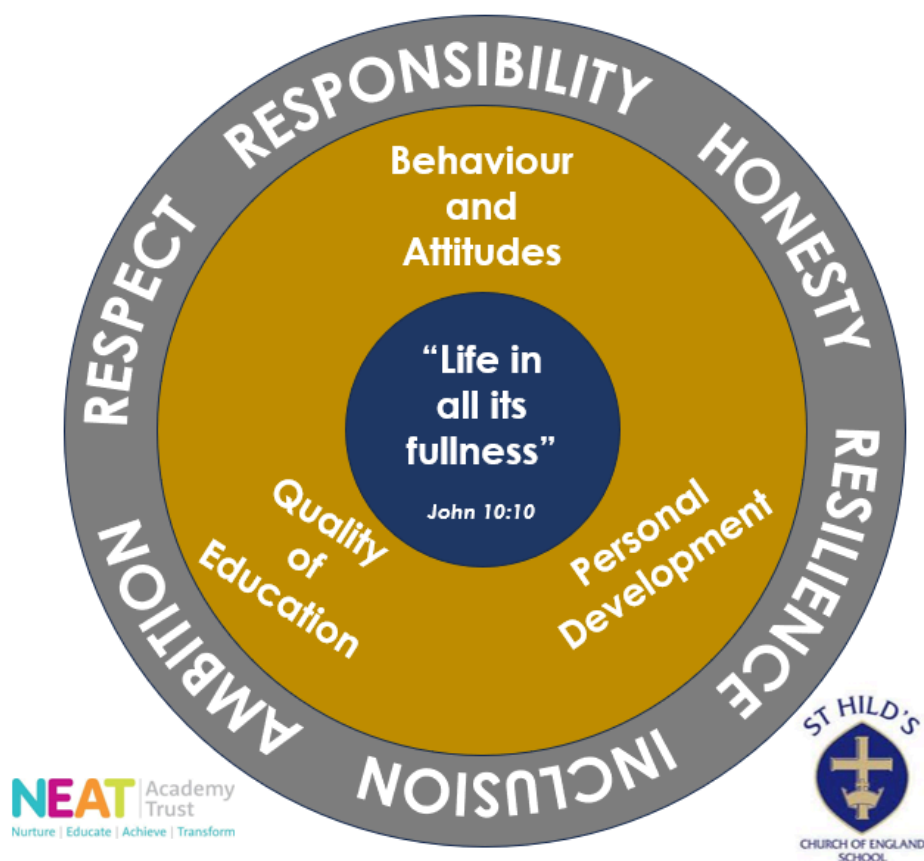 RESPECT
RESPONSIBILITY
HONESTY
RESILIENCE
INCLUSION
AMBITION
Behaviour
and
Attitudes
Personal
Development
Quality
of
Education
“Life in
all its
fullness”
John 10:10
NEAT Academy
Trust
Nurture | Educate | Achieve | Transform
ST HILD'S
CHURCH OF ENGLAND
SCHOOL